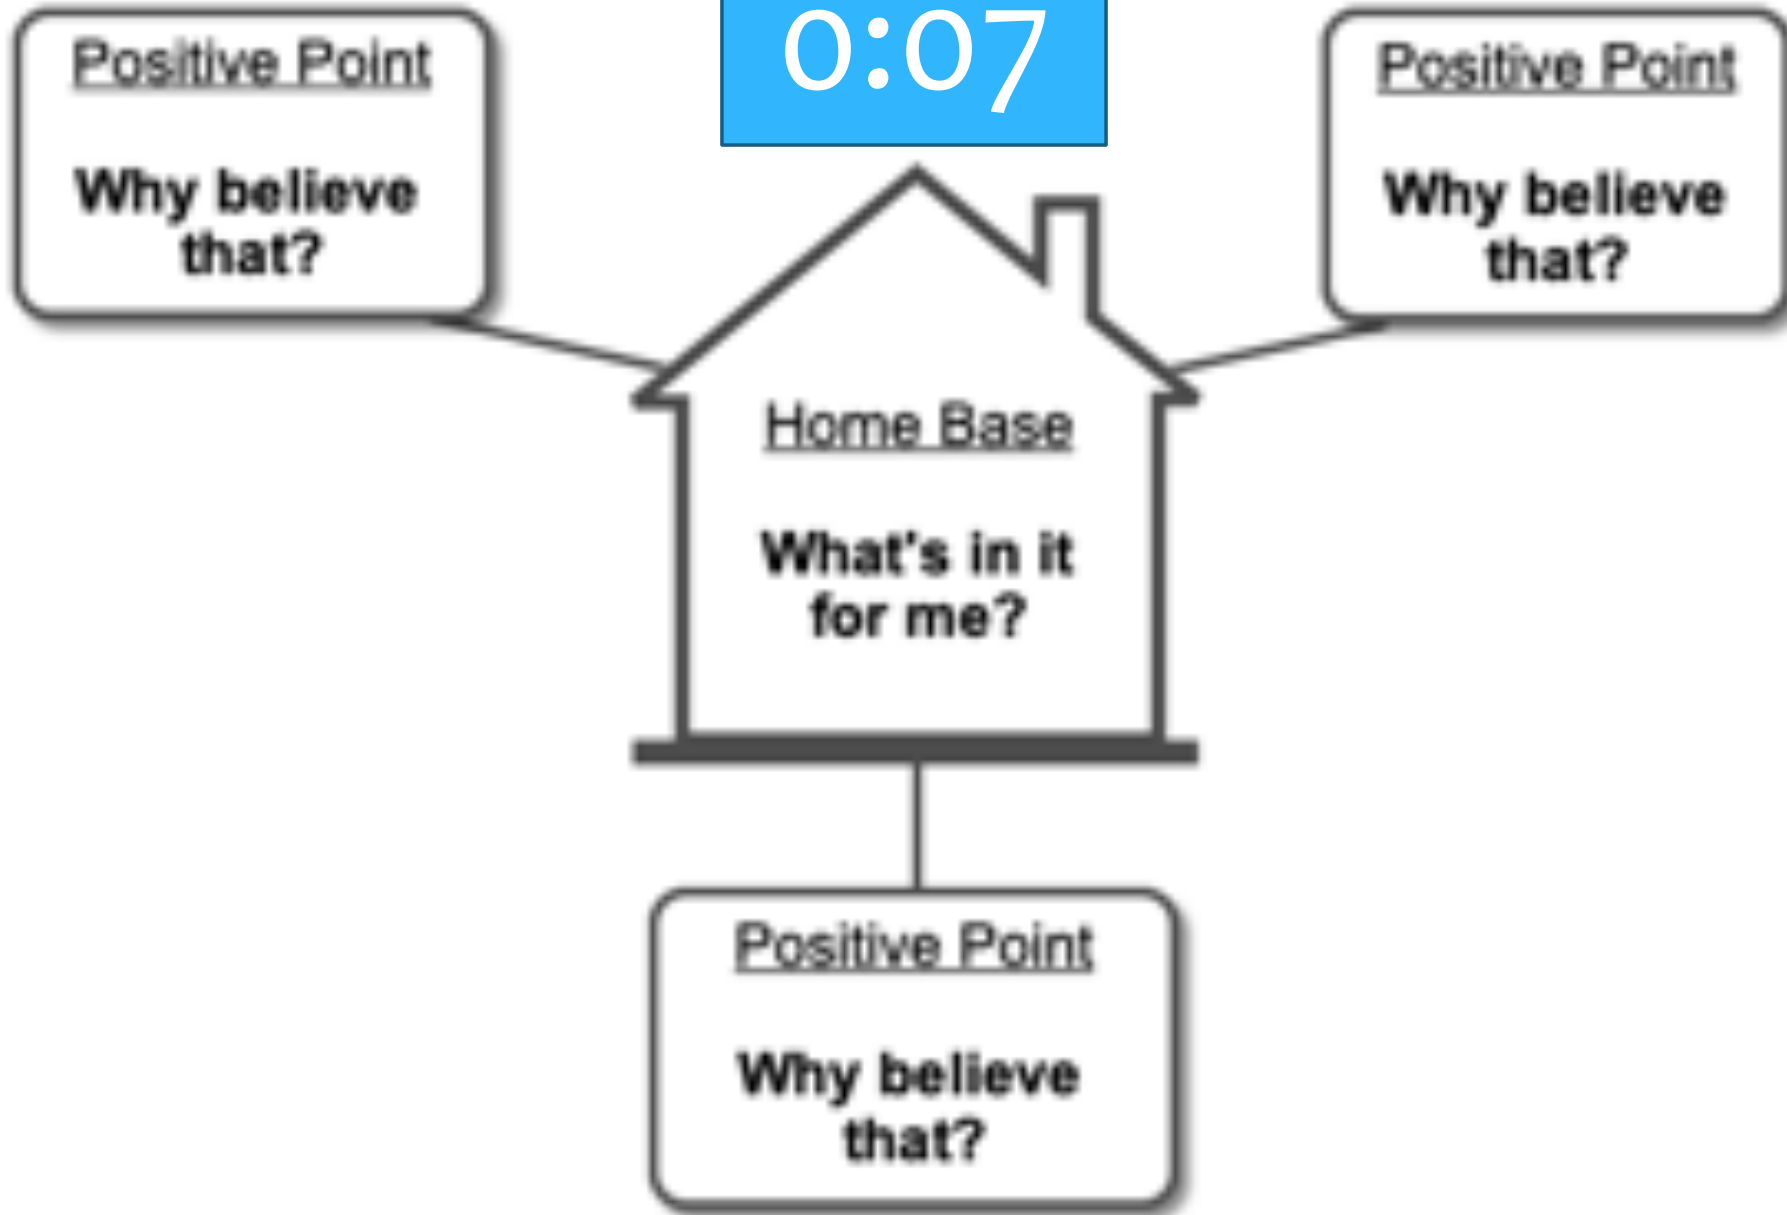 0:07
Positive Point
Why believe
that?
Positive Point
Why believe
that?
Home Base
What's in it
for me?
Positive Point
Why believe
that?